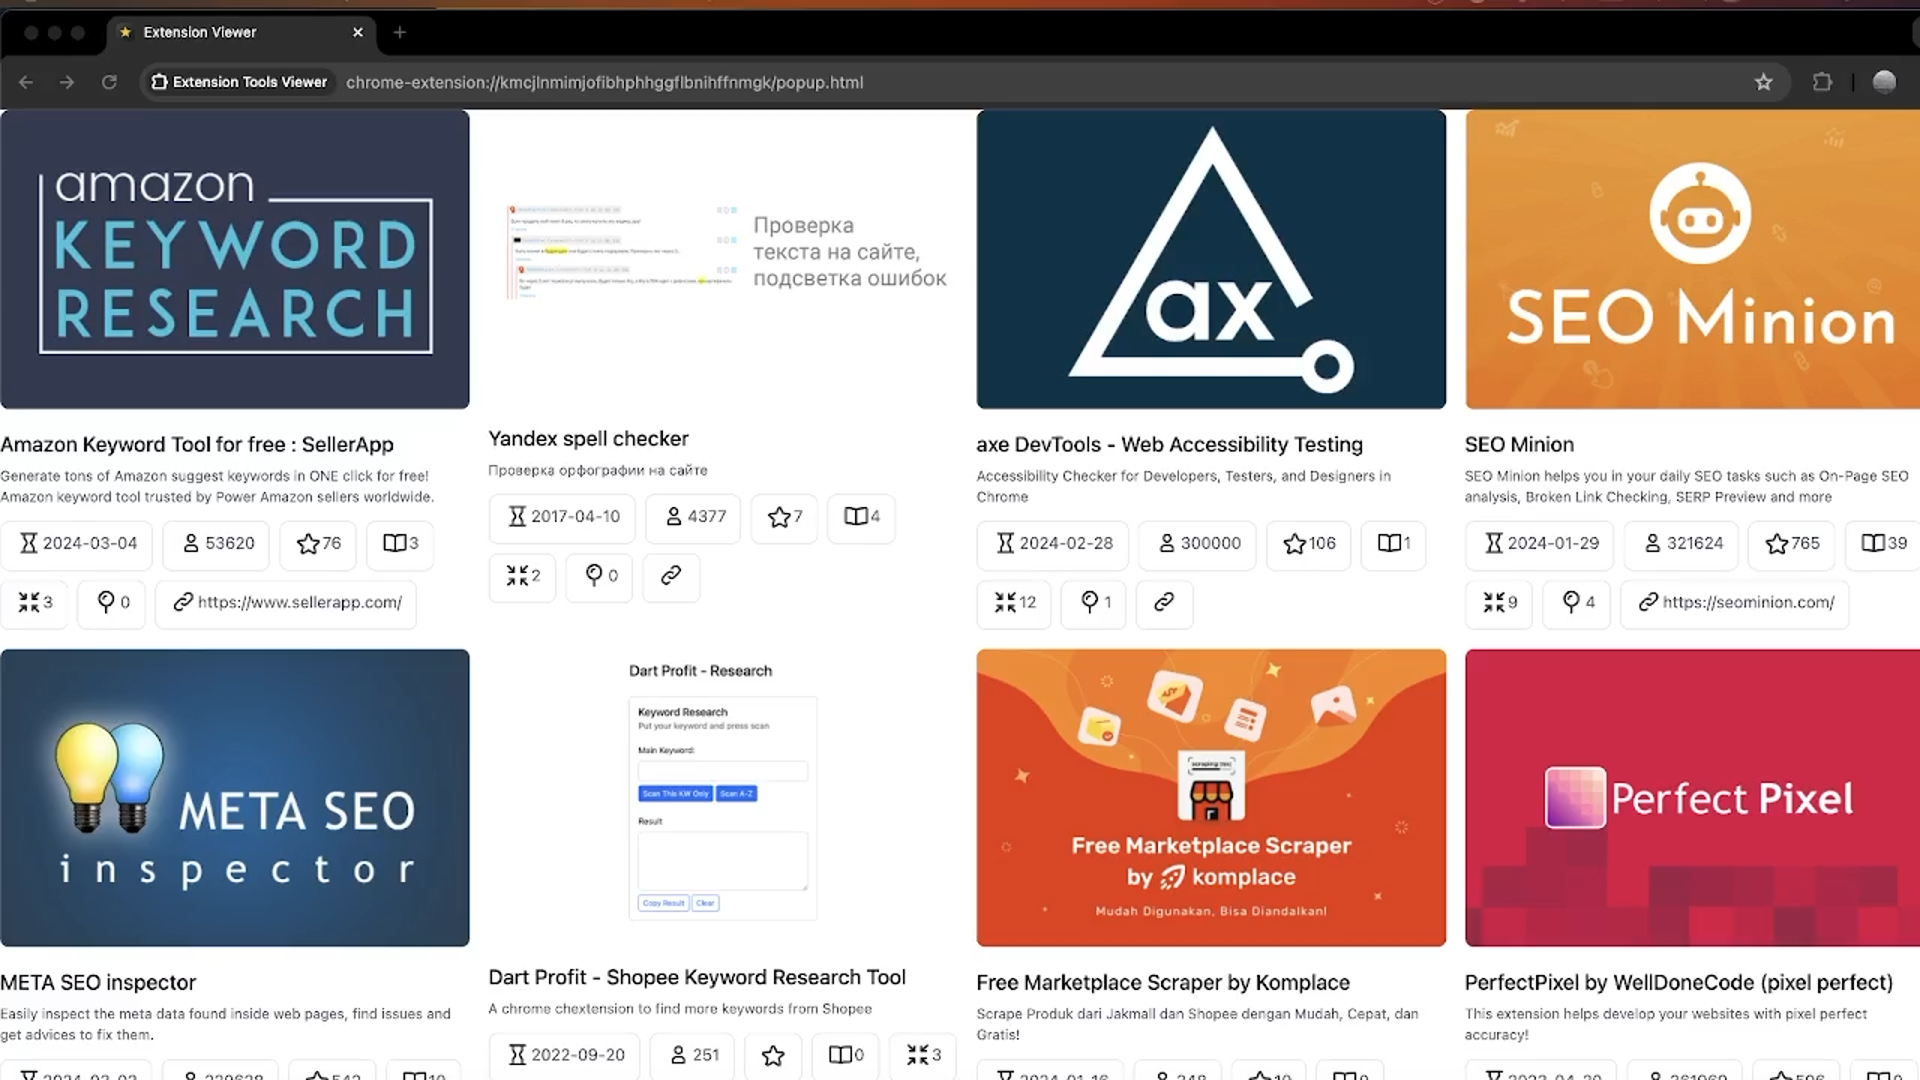 Extension Viewer
Extension Tools Viewer
chrome-extension://kmcjlnmimjofibhphhggflbnihffnmgk/popup.html
amazon
KEYWORD
RESEARCH
Amazon Keyword Tool for free : SellerApp
Generate tons of Amazon suggest keywords in ONE click for free!
Amazon keyword tool trusted by Power Amazon sellers worldwide.
2024-03-04
53620
76
3
3
0
https://www.sellerapp.com/
Проверка
текста на сайте,
подсветка ошибок
Yandex spell checker
Проверка орфографии на сайте
2017-04-10
4377
7
4
2
0
ax
axe DevTools - Web Accessibility Testing
Accessibility Checker for Developers, Testers, and Designers in
Chrome
2024-02-28
300000
106
1
12
1
SEO Minion
SEO Minion
SEO Minion helps you in your daily SEO tasks such as On-Page SEO
analysis, Broken Link Checking, SERP Preview and more
2024-01-29
321624
765
39
9
4
https://seominion.com/
META SEO
inspector
META SEO inspector
Easily inspect the meta data found inside web pages, find issues and
get advices to fix them.
Dart Profit - Research
Keyword Research
Put your keyword and press scan
Main Keyword:
Scan This KW Only
Scan A-Z
Result
Copy Result
Clear
Dart Profit - Shopee Keyword Research Tool
A chrome chextension to find more keywords from Shopee
2022-09-20
251
0
3
Free Marketplace Scraper
by komplace
Mudah Digunakan, Bisa Diandalkan!
Free Marketplace Scraper by Komplace
Scrape Produk dari Jakmall dan Shopee dengan Mudah, Cepat, dan
Gratis!
Perfect Pixel
PerfectPixel by WellDoneCode (pixel perfect)
This extension helps develop your websites with pixel perfect
accuracy!